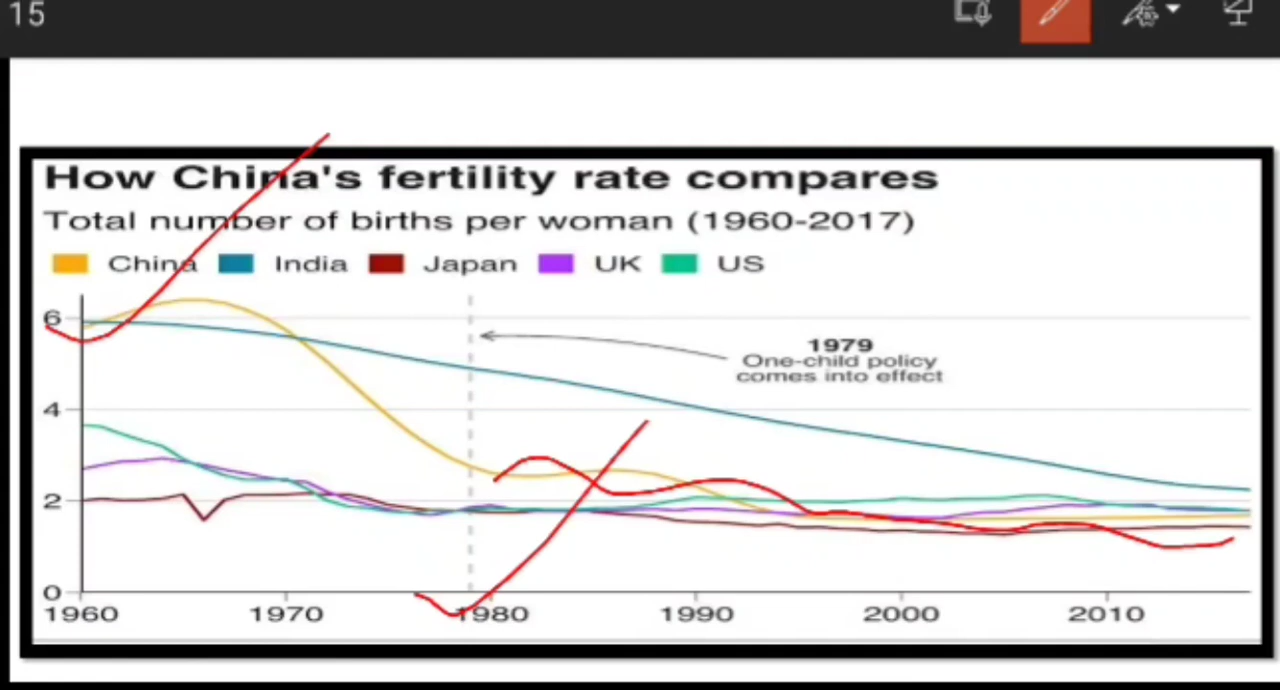 15
How China's fertility rate compares
Total number of births per woman (1960-2017)
China India Japan UK US
6
1979
One-child policy
comes into effect
4
2
0
1960 1970 1980 1990 2000 2010